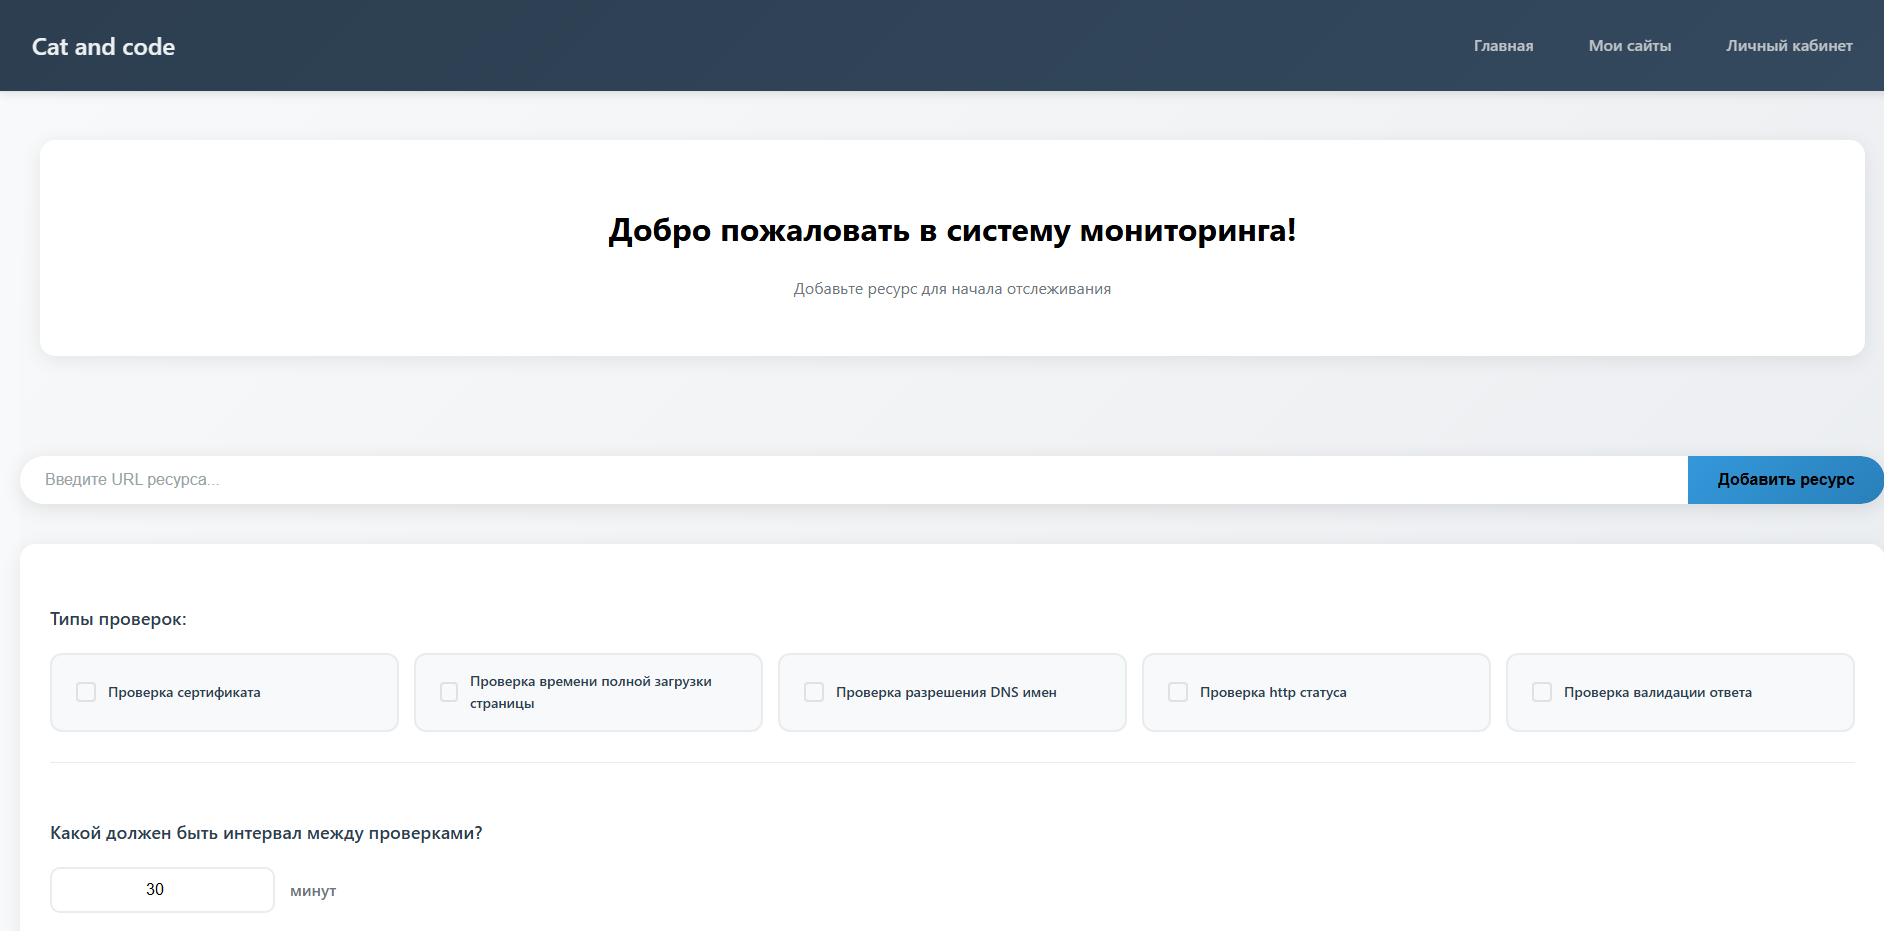 Cat and code
Главная
Мои сайты
Личный кабинет
Добро пожаловать в систему мониторинга!
Добавьте ресурс для начала отслеживания
Введите URL ресурса...
Добавить ресурс
Типы проверок:
Проверка сертификата
Проверка времени полной загрузки
страницы
Проверка разрешения DNS имен
Проверка http статуса
Проверка валидации ответа
Какой должен быть интервал между проверками?
30
минут